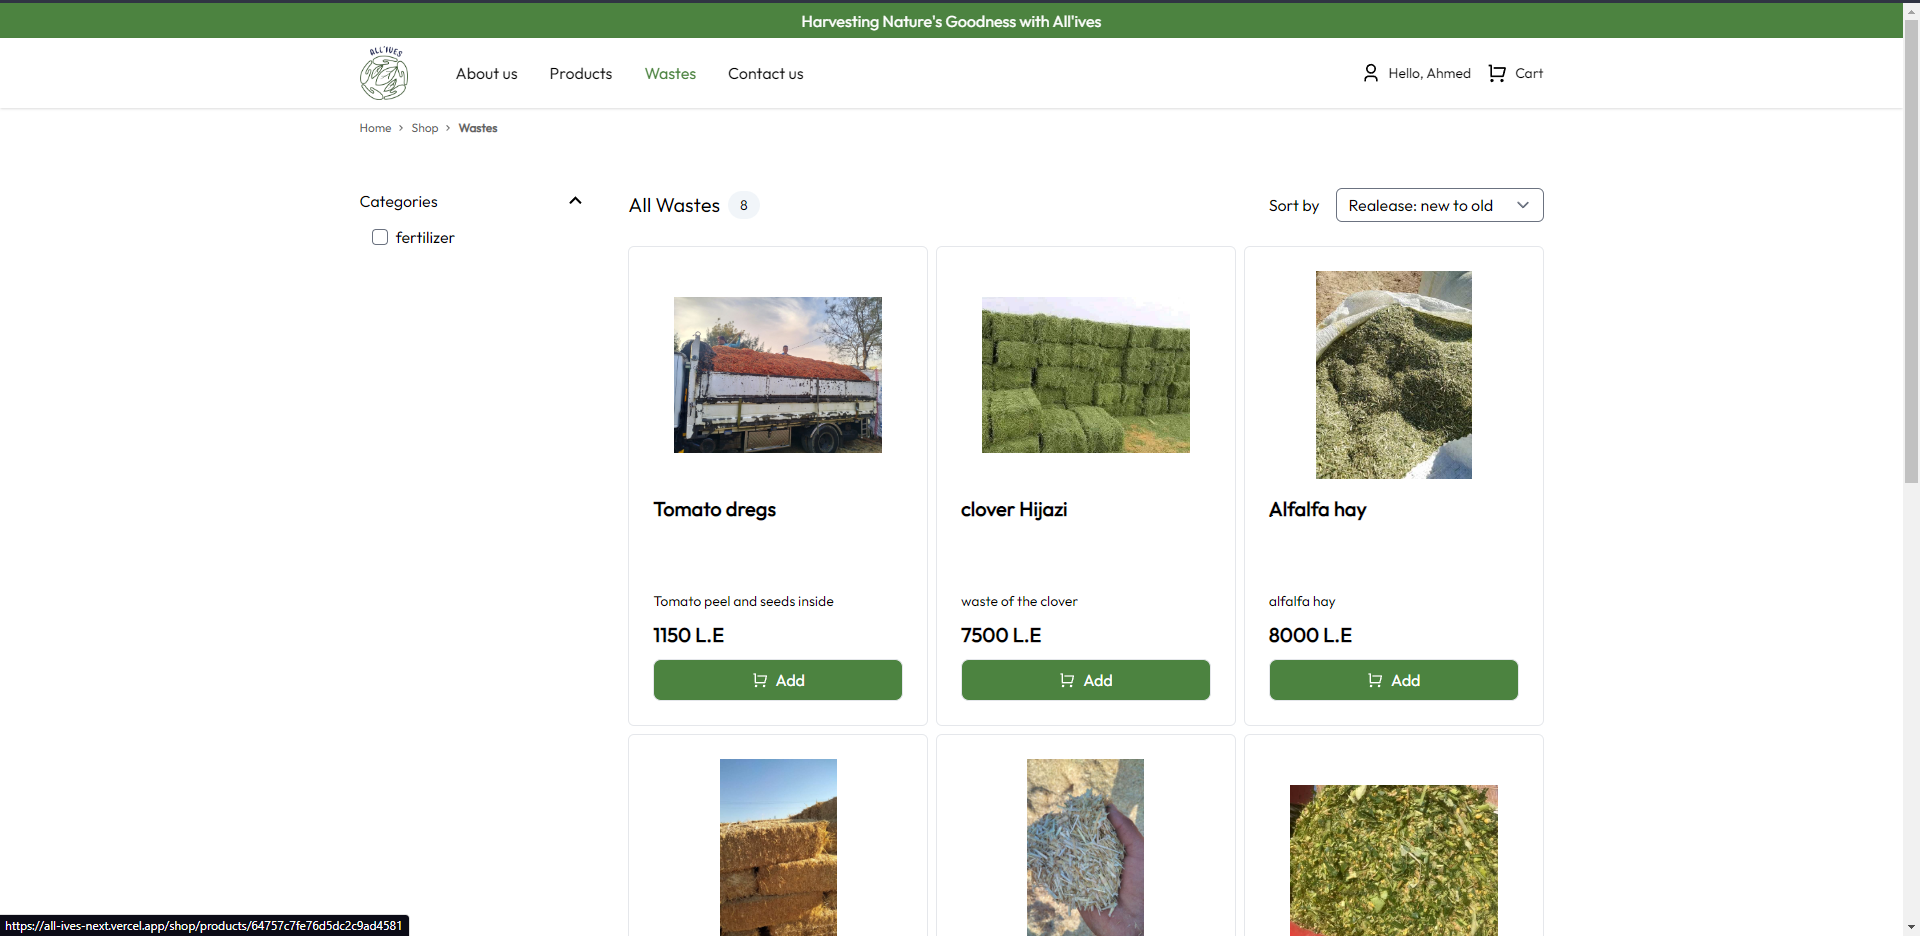 Harvesting Nature's Goodness with All'ives
ALL'IVES
About us
Products
Wastes
Contact us
Hello, Ahmed
Cart
Home > Shop > Wastes
Categories
fertilizer
All Wastes 8
Sort by
Realease: new to old
Tomato dregs
Tomato peel and seeds inside
1150 L.E
Add
clover Hijazi
waste of the clover
7500 L.E
Add
Alfalfa hay
alfalfa hay
8000 L.E
Add
https://all-ives-next.vercel.app/shop/products/64757c7fe76d5dc2c9ad4581